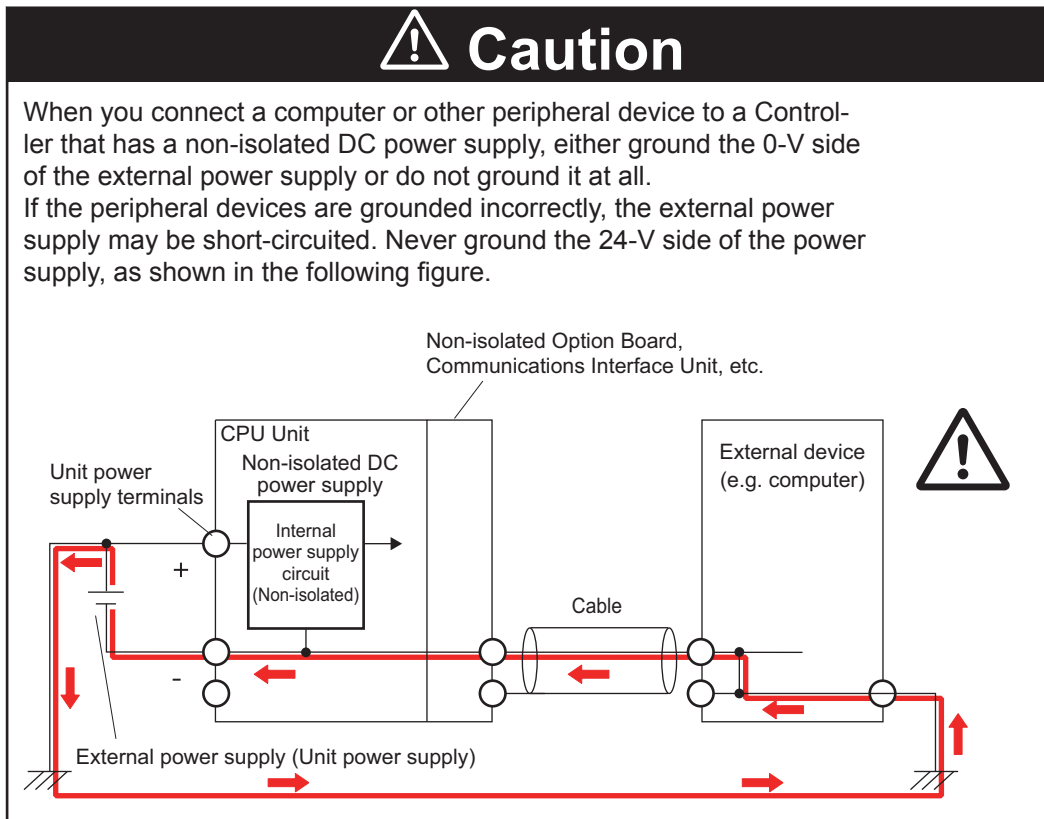 Caution
When you connect a computer or other peripheral device to a Control-
ler that has a non-isolated DC power supply, either ground the 0-V side
of the external power supply or do not ground it at all.
If the peripheral devices are grounded incorrectly, the external power
supply may be short-circuited. Never ground the 24-V side of the power
supply, as shown in the following figure.
Non-isolated Option Board,
Communications Interface Unit, etc.
CPU Unit
Non-isolated DC
power supply
Unit power
supply terminals
Internal
power supply
circuit
(Non-isolated)
External device
(e.g. computer)
+
Cable
-
External power supply (Unit power supply)